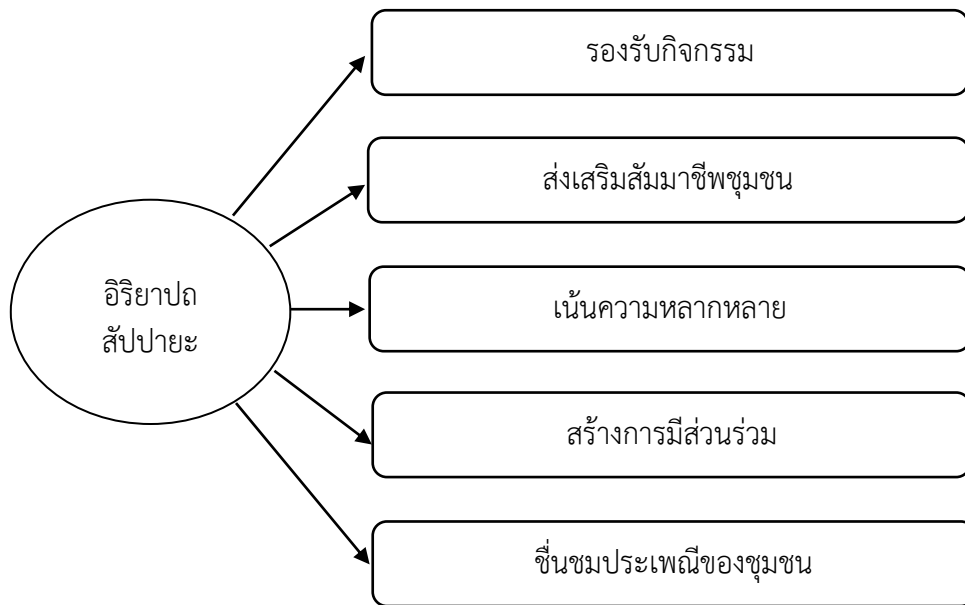 รองรับกิจกรรม
ส่งเสริมสัมมาชีพชุมชน
อิริยาปถ
สัปปายะ
เน้นความหลากหลาย
สร้างการมีส่วนร่วม
ชื่นชมประเพณีของชุมชน